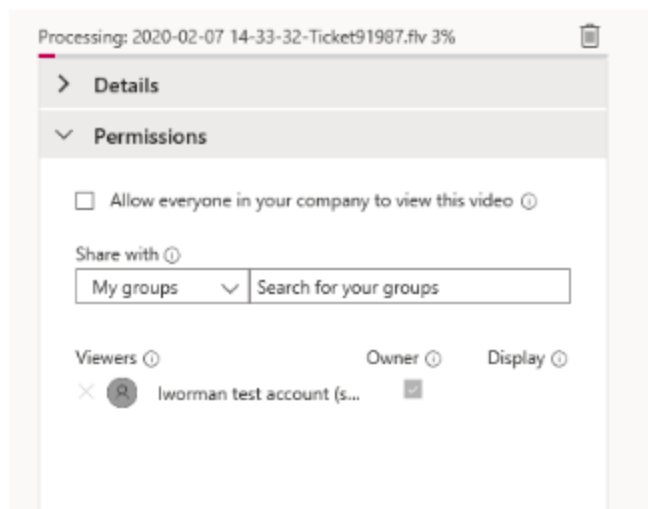 Processing: 2020-02-07 14-33-32-Ticket91987.flv 3%
Details
Permissions
Allow everyone in your company to view this video
Share with
My groups Search for your groups
Viewers Owner Display
lworman test account (s...